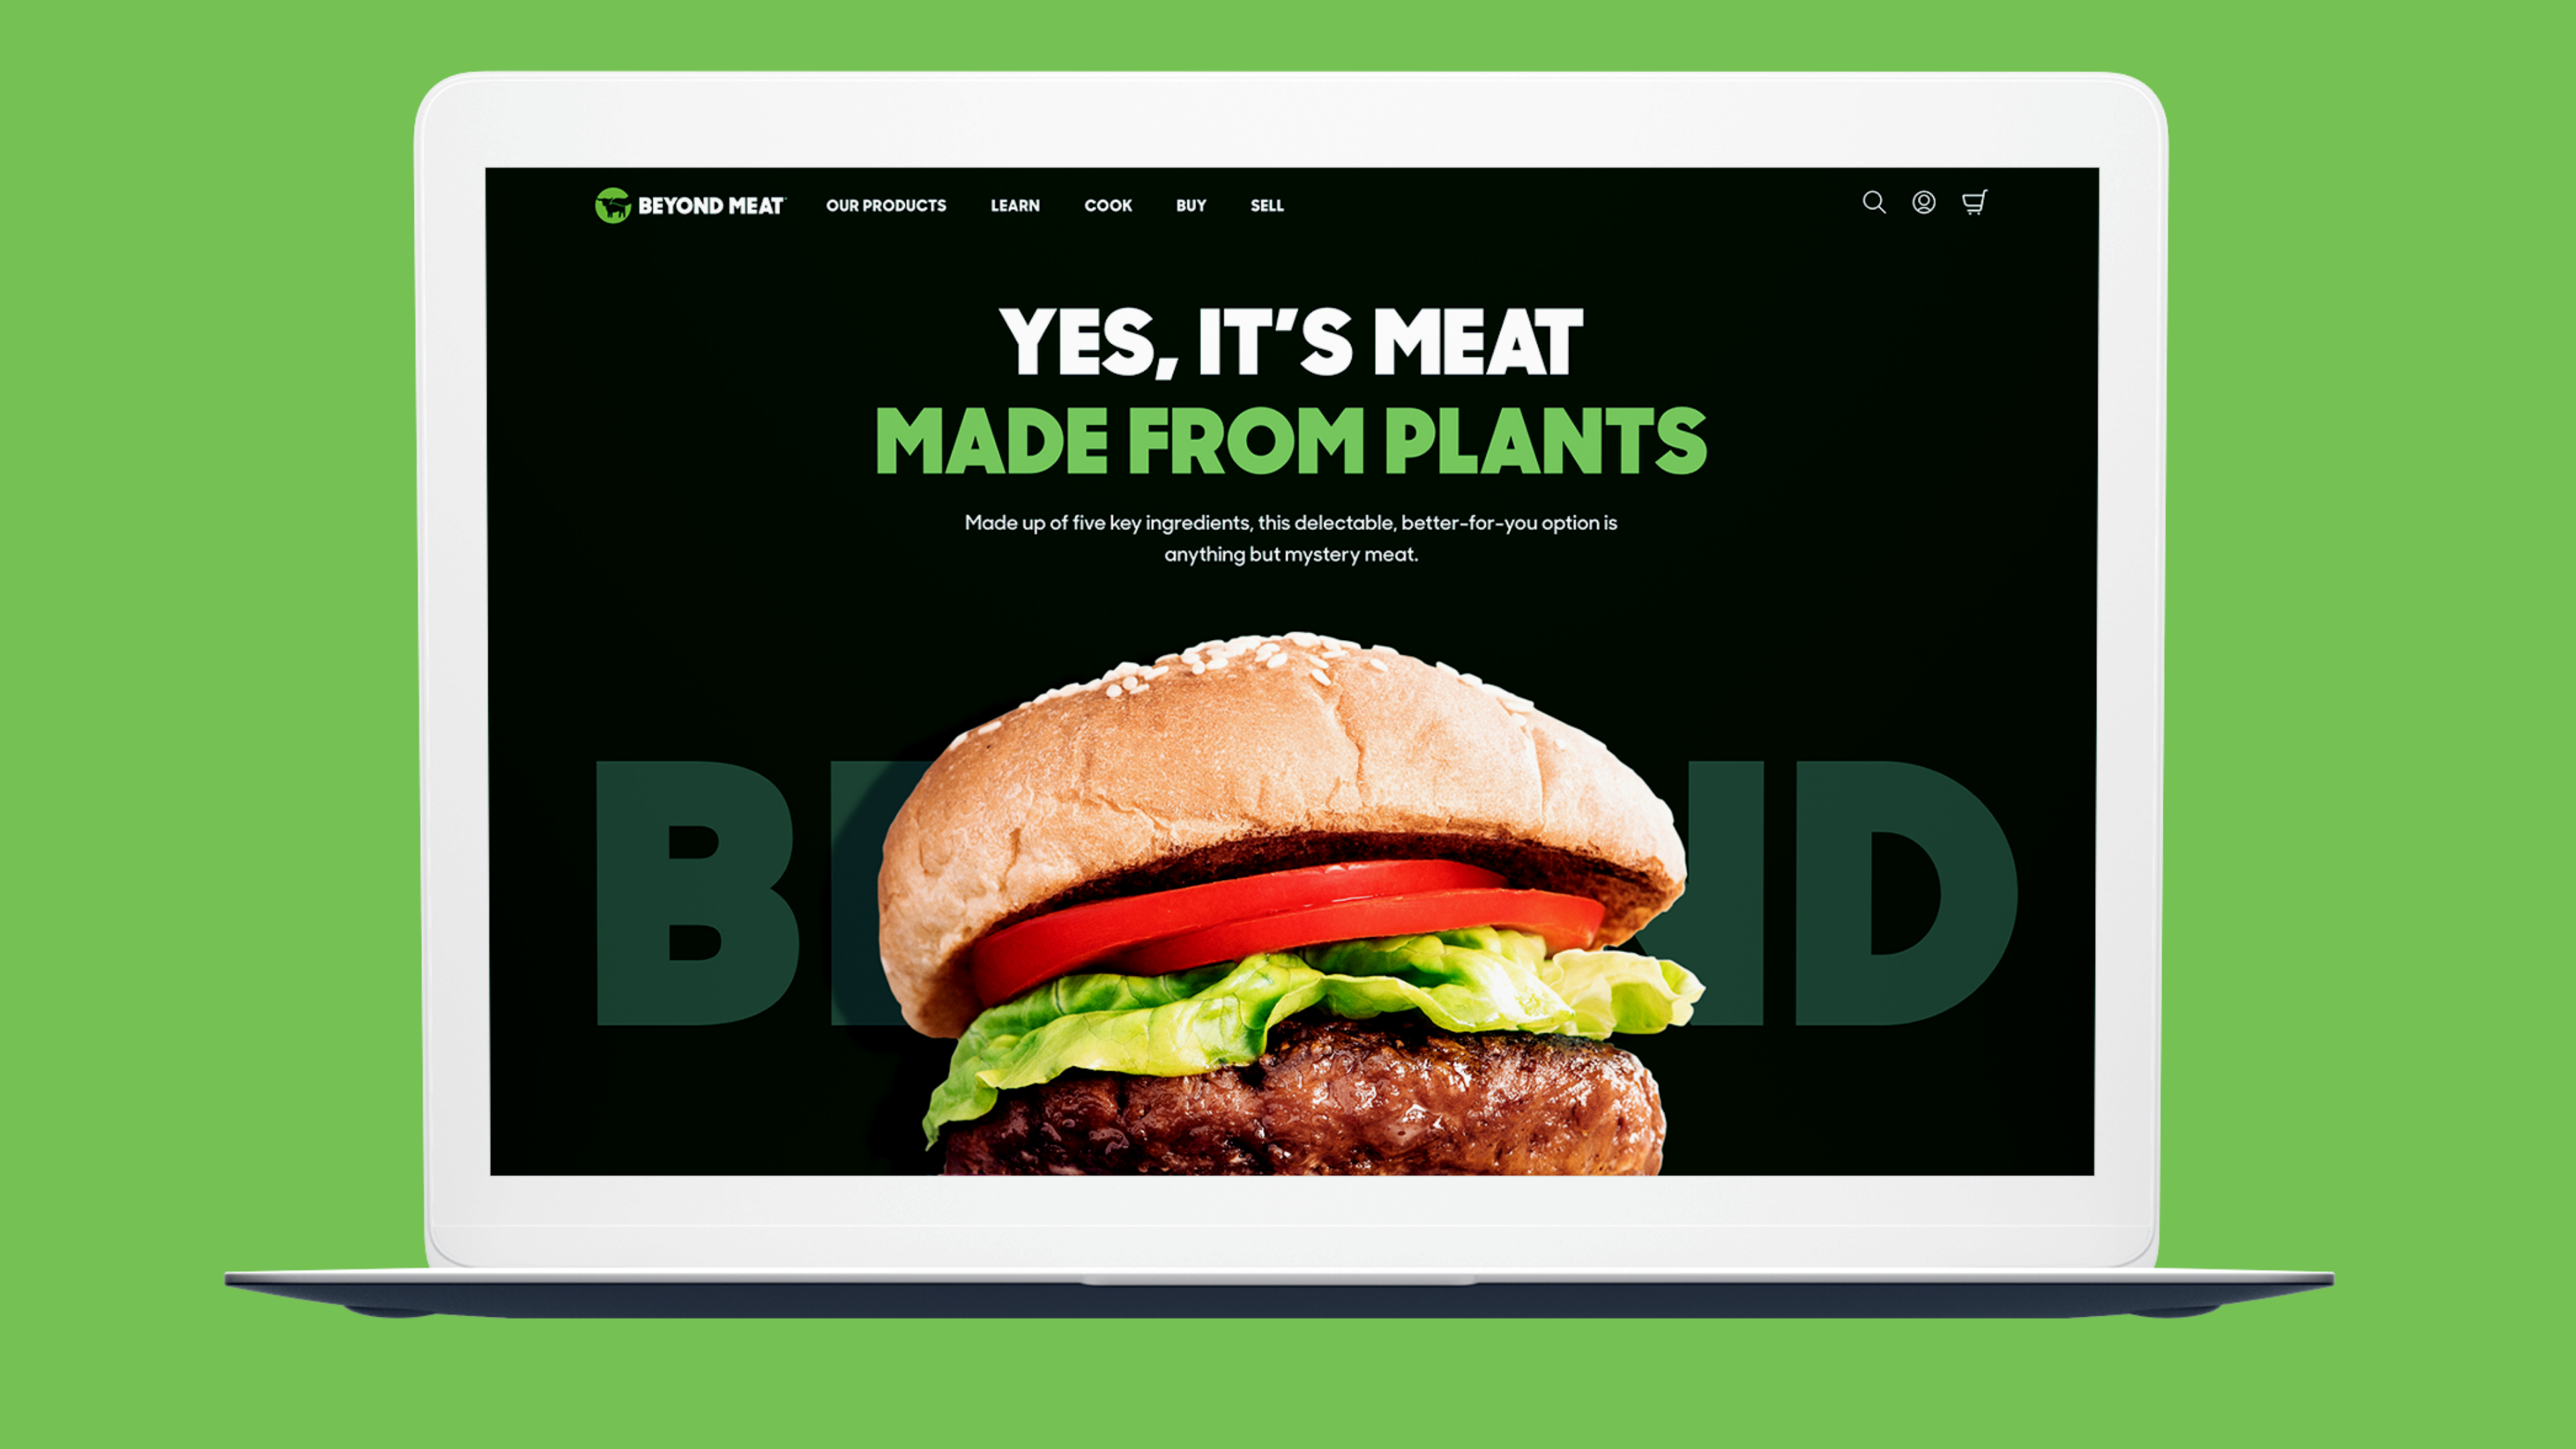 BEYOND MEAT
OUR PRODUCTS
LEARN
COOK
BUY
SELL
YES, IT’S MEAT
MADE FROM PLANTS
Made up of five key ingredients, this delectable, better-for-you option is
anything but mystery meat.